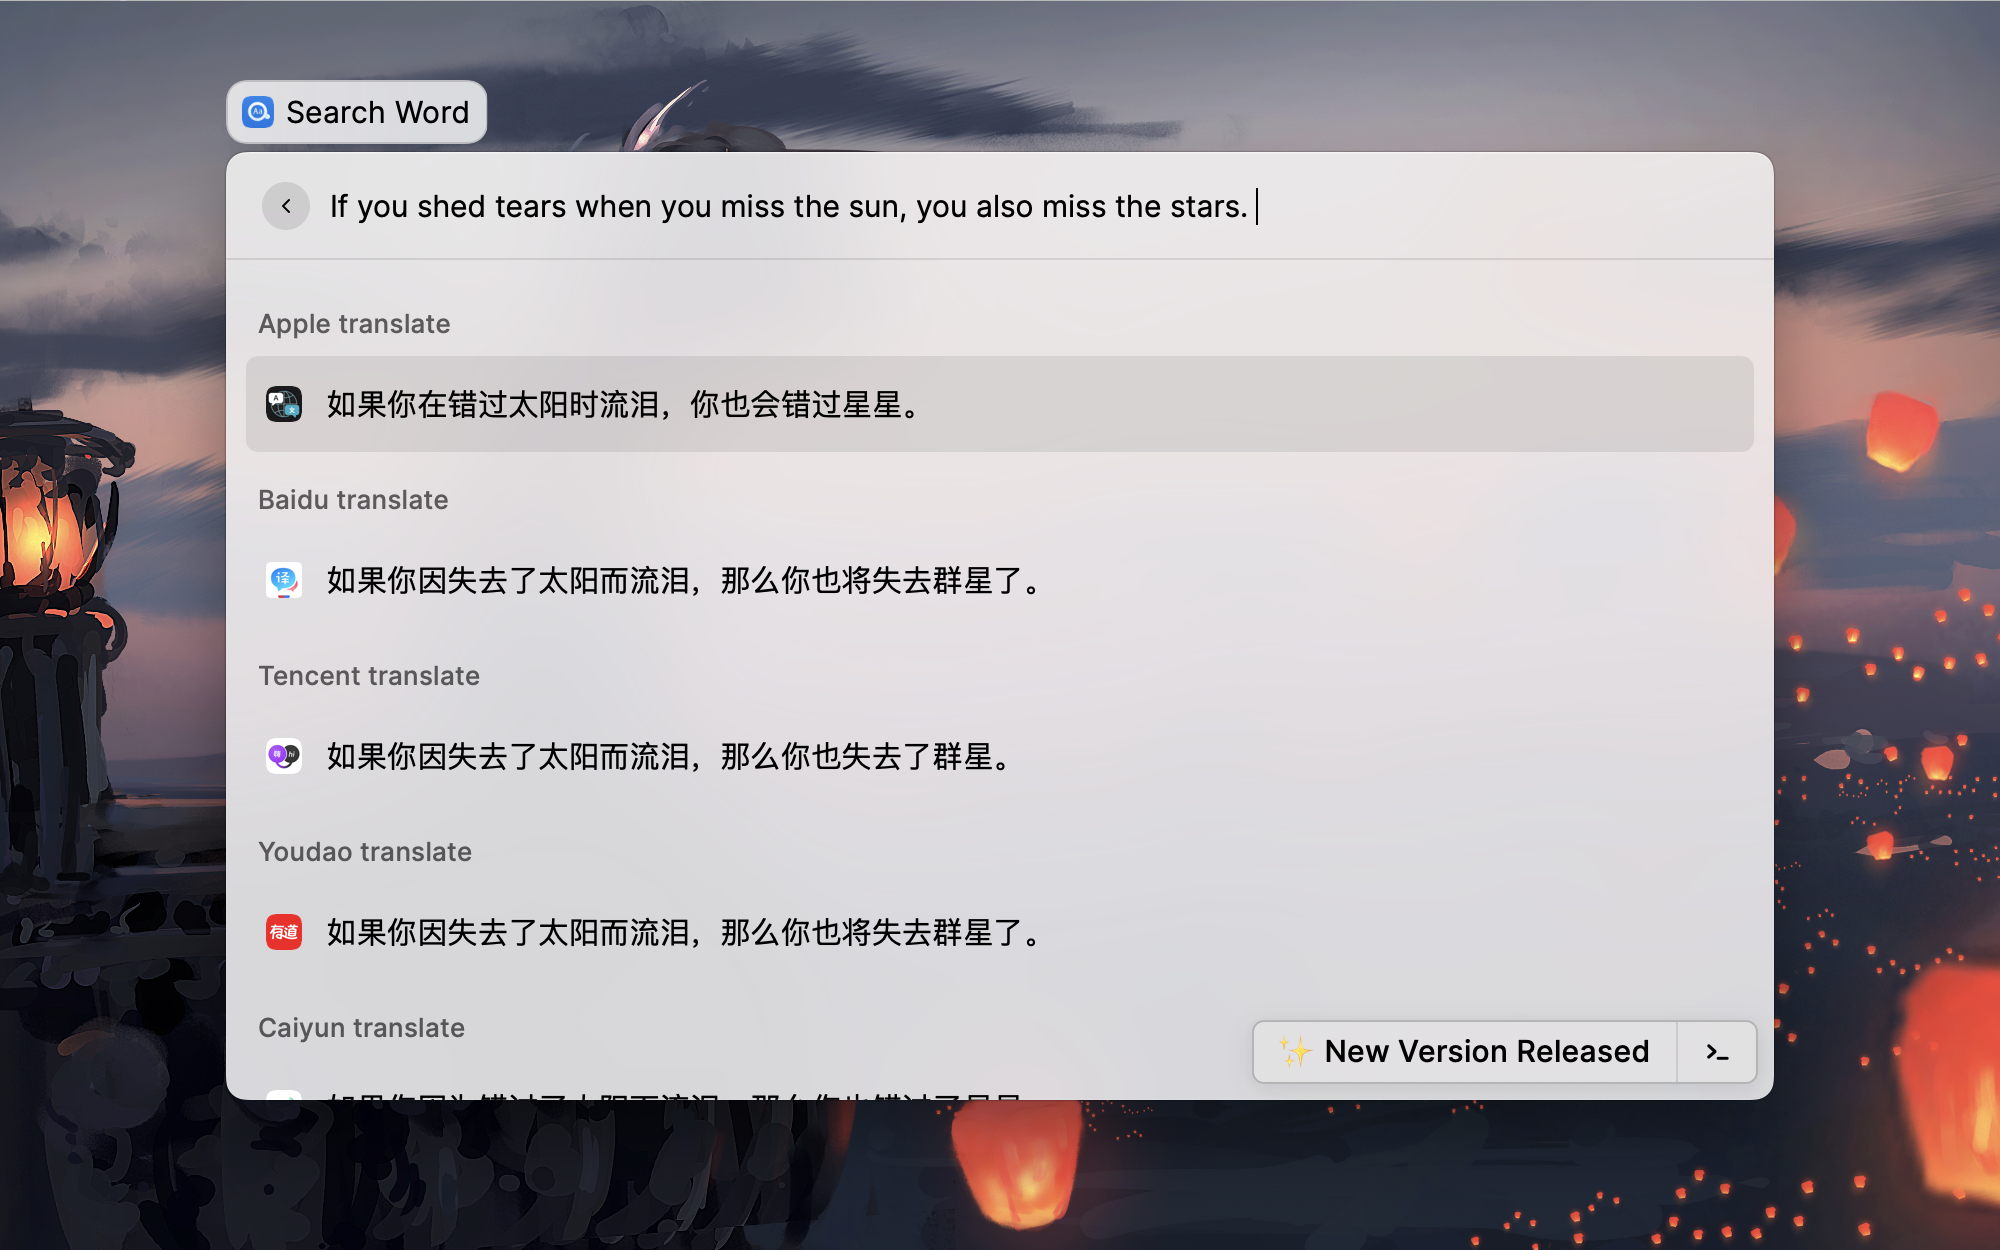 Search Word
If you shed tears when you miss the sun, you also miss the stars.
Apple translate
如果你在错过太阳时流泪，你也会错过星星。
Baidu translate
译
如果你因失去了太阳而流泪，那么你也将失去群星了。
Tencent translate
如果你因失去了太阳而流泪，那么你也失去了群星。
Youdao translate
有道
如果你因失去了太阳而流泪，那么你也将失去群星了。
Caiyun translate
✨ New Version Released
>_